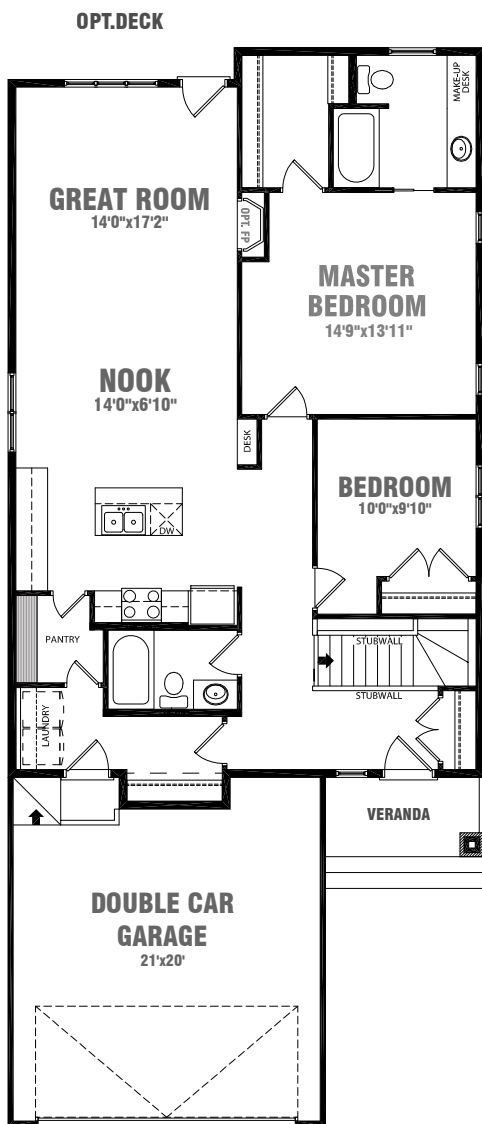 OPT.DECK
MAKE-UP
DESK
GREAT ROOM
14'0"x17'2"
OPT. FP
MASTER
BEDROOM
14'9"x13'11"
NOOK
14'0"x6'10"
DESK
BEDROOM
10'0"x9'10"
DW
PANTRY
STUBWALL
STUBWALL
LAUNDRY
VERANDA
DOUBLE CAR
GARAGE
21'x20'